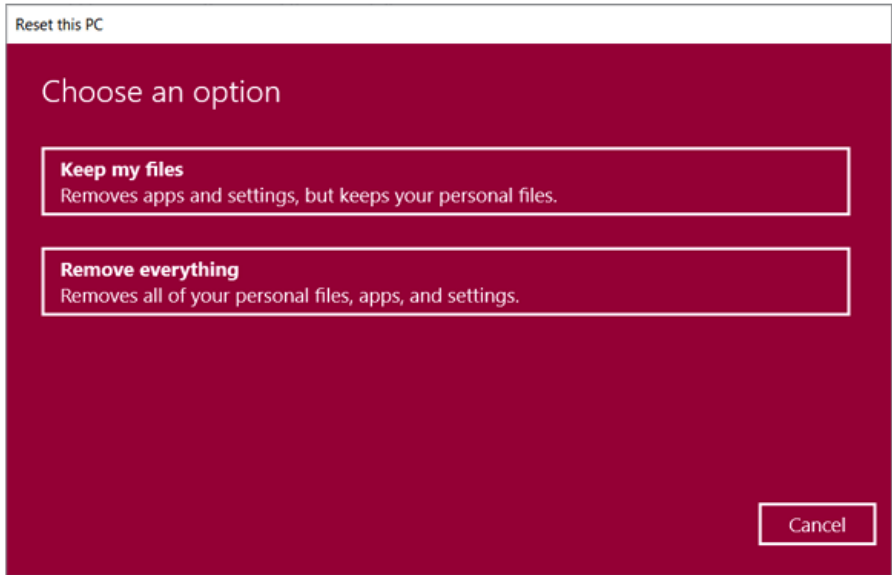 Reset this PC
Choose an option
Keep my files
Removes apps and settings, but keeps your personal files.
Remove everything
Removes all of your personal files, apps, and settings.
Cancel